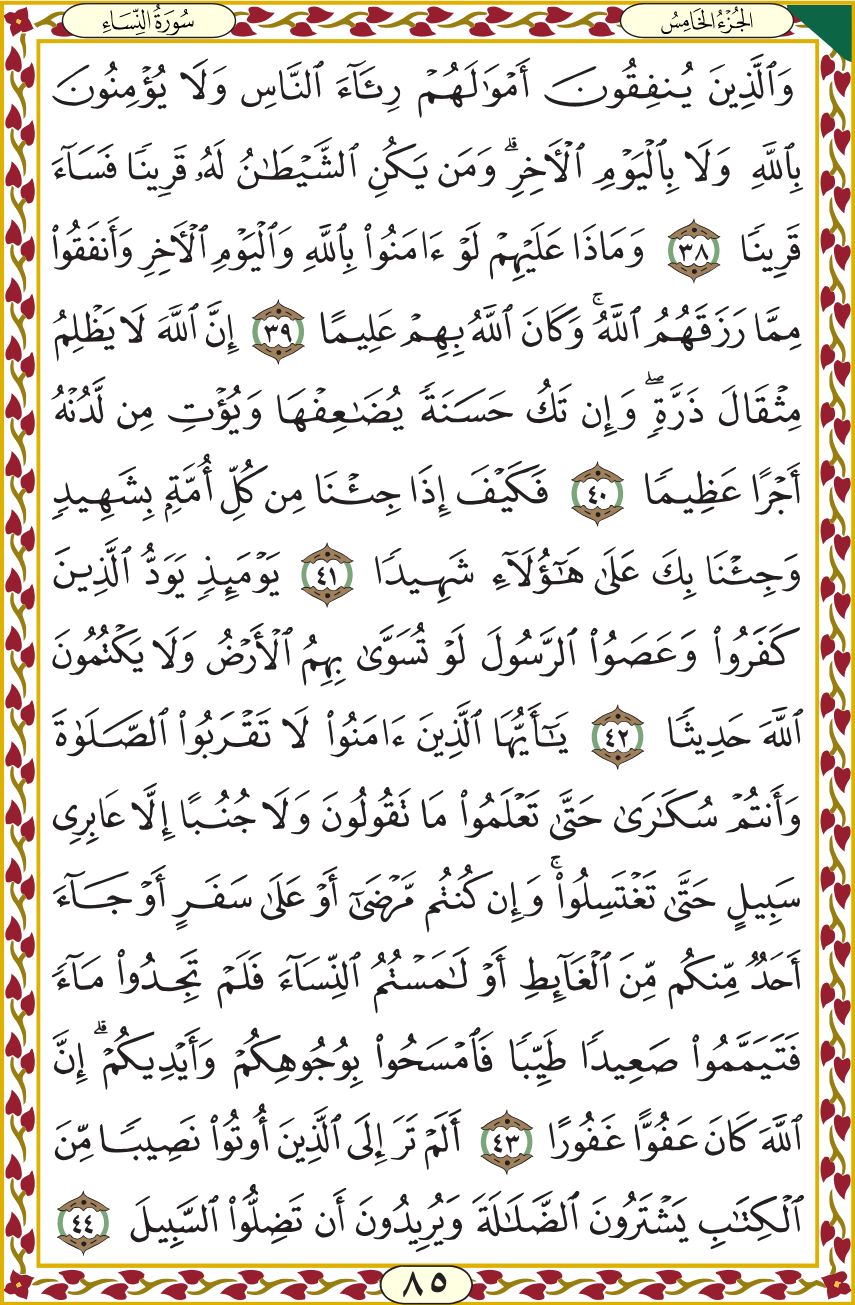 الجُزْءُ الخَامِسُ
سُورَةُ النِّسَاءِ
وَٱلَّذِينَ يُنفِقُونَ أَمْوَٰلَهُمْ رِئَآءَ ٱلنَّاسِ وَلَا يُؤْمِنُونَ
بِٱللَّهِ وَلَا بِٱلْيَوْمِ ٱلْأَخِرِ ۗ وَمَن يَكُنِ ٱلشَّيْطَٰنُ لَهُۥ قَرِينًا فَسَآءَ
قَرِينًا ٣٨ وَمَاذَا عَلَيْهِمْ لَوْ ءَامَنُوا۟ بِٱللَّهِ وَٱلْيَوْمِ ٱلْأَخِرِ وَأَنفَقُوا۟
مِمَّا رَزَقَهُمُ ٱللَّهُ ۚ وَكَانَ ٱللَّهُ بِهِمْ عَلِيمًا ٣٩ إِنَّ ٱللَّهَ لَا يَظْلِمُ
مِثْقَالَ ذَرَّةٍ ۖ وَإِن تَكُ حَسَنَةً يُضَٰعِفْهَا وَيُؤْتِ مِن لَّدُنْهُ
أَجْرًا عَظِيمًا ٤٠ فَكَيْفَ إِذَا جِئْنَا مِن كُلِّ أُمَّةٍۭ بِشَهِيدٍ
وَجِئْنَا بِكَ عَلَىٰ هَٰٓؤُلَآءِ شَهِيدًا ٤١ يَوْمَئِذٍ يَوَدُّ ٱلَّذِينَ
كَفَرُوا۟ وَعَصَوُا۟ ٱلرَّسُولَ لَوْ تُسَوَّىٰ بِهِمُ ٱلْأَرْضُ وَلَا يَكْتُمُونَ
ٱللَّهَ حَدِيثًا ٤٢ يَٰٓأَيُّهَا ٱلَّذِينَ ءَامَنُوا۟ لَا تَقْرَبُوا۟ ٱلصَّلَوٰةَ
وَأَنتُمْ سُكَٰرَىٰ حَتَّىٰ تَعْلَمُوا۟ مَا تَقُولُونَ وَلَا جُنُبًا إِلَّا عَابِرِى
سَبِيلٍ حَتَّىٰ تَغْتَسِلُوا۟ ۚ وَإِن كُنتُم مَّرْضَىٰٓ أَوْ عَلَىٰ سَفَرٍ أَوْ جَآءَ
أَحَدٌ مِّنكُم مِّنَ ٱلْغَآئِطِ أَوْ لَٰمَسْتُمُ ٱلنِّسَآءَ فَلَمْ تَجِدُوا۟ مَآءً
فَتَيَمَّمُوا۟ صَعِيدًا طَيِّبًا فَٱمْسَحُوا۟ بِوُجُوهِكُمْ وَأَيْدِيكُمْ ۗ إِنَّ
ٱللَّهَ كَانَ عَفُوًّا غَفُورًا ٤٣ أَلَمْ تَرَ إِلَى ٱلَّذِينَ أُوتُوا۟ نَصِيبًا مِّنَ
ٱلْكِتَٰبِ يَشْتَرُونَ ٱلضَّلَٰلَةَ وَيُرِيدُونَ أَن تَضِلُّوا۟ ٱلسَّبِيلَ ٤٤
٨٥